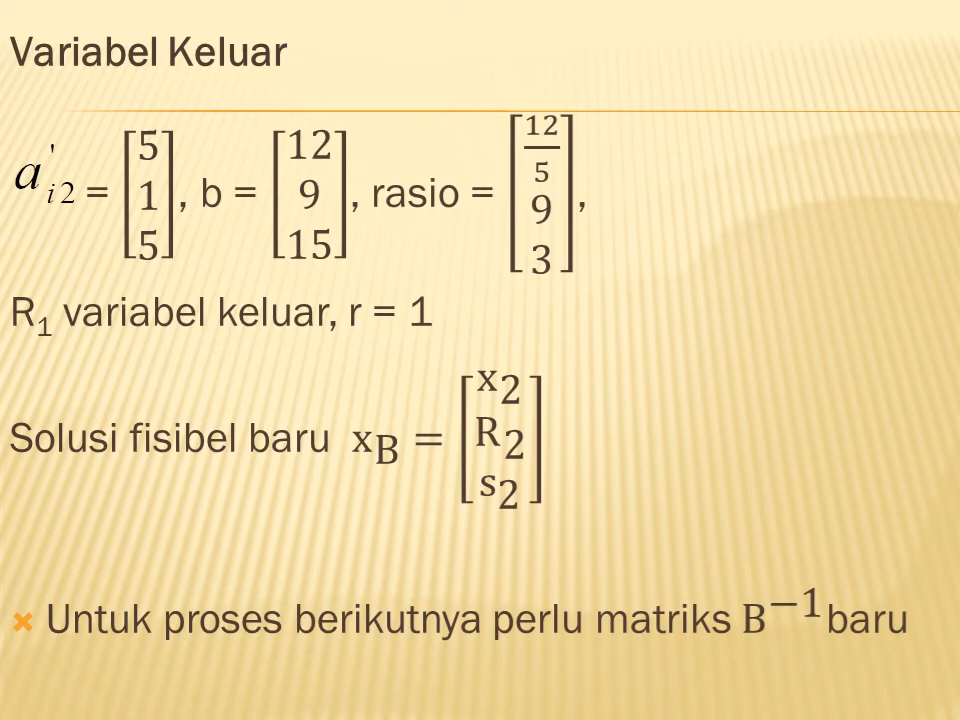 Variabel Keluar
a'i2 = [5 1 5], b = [12 9 15], rasio = [12/5 9 3],
R1 variabel keluar, r = 1
Solusi fisibel baru xB = [x2 R2 s2]
Untuk proses berikutnya perlu matriks B−1 baru